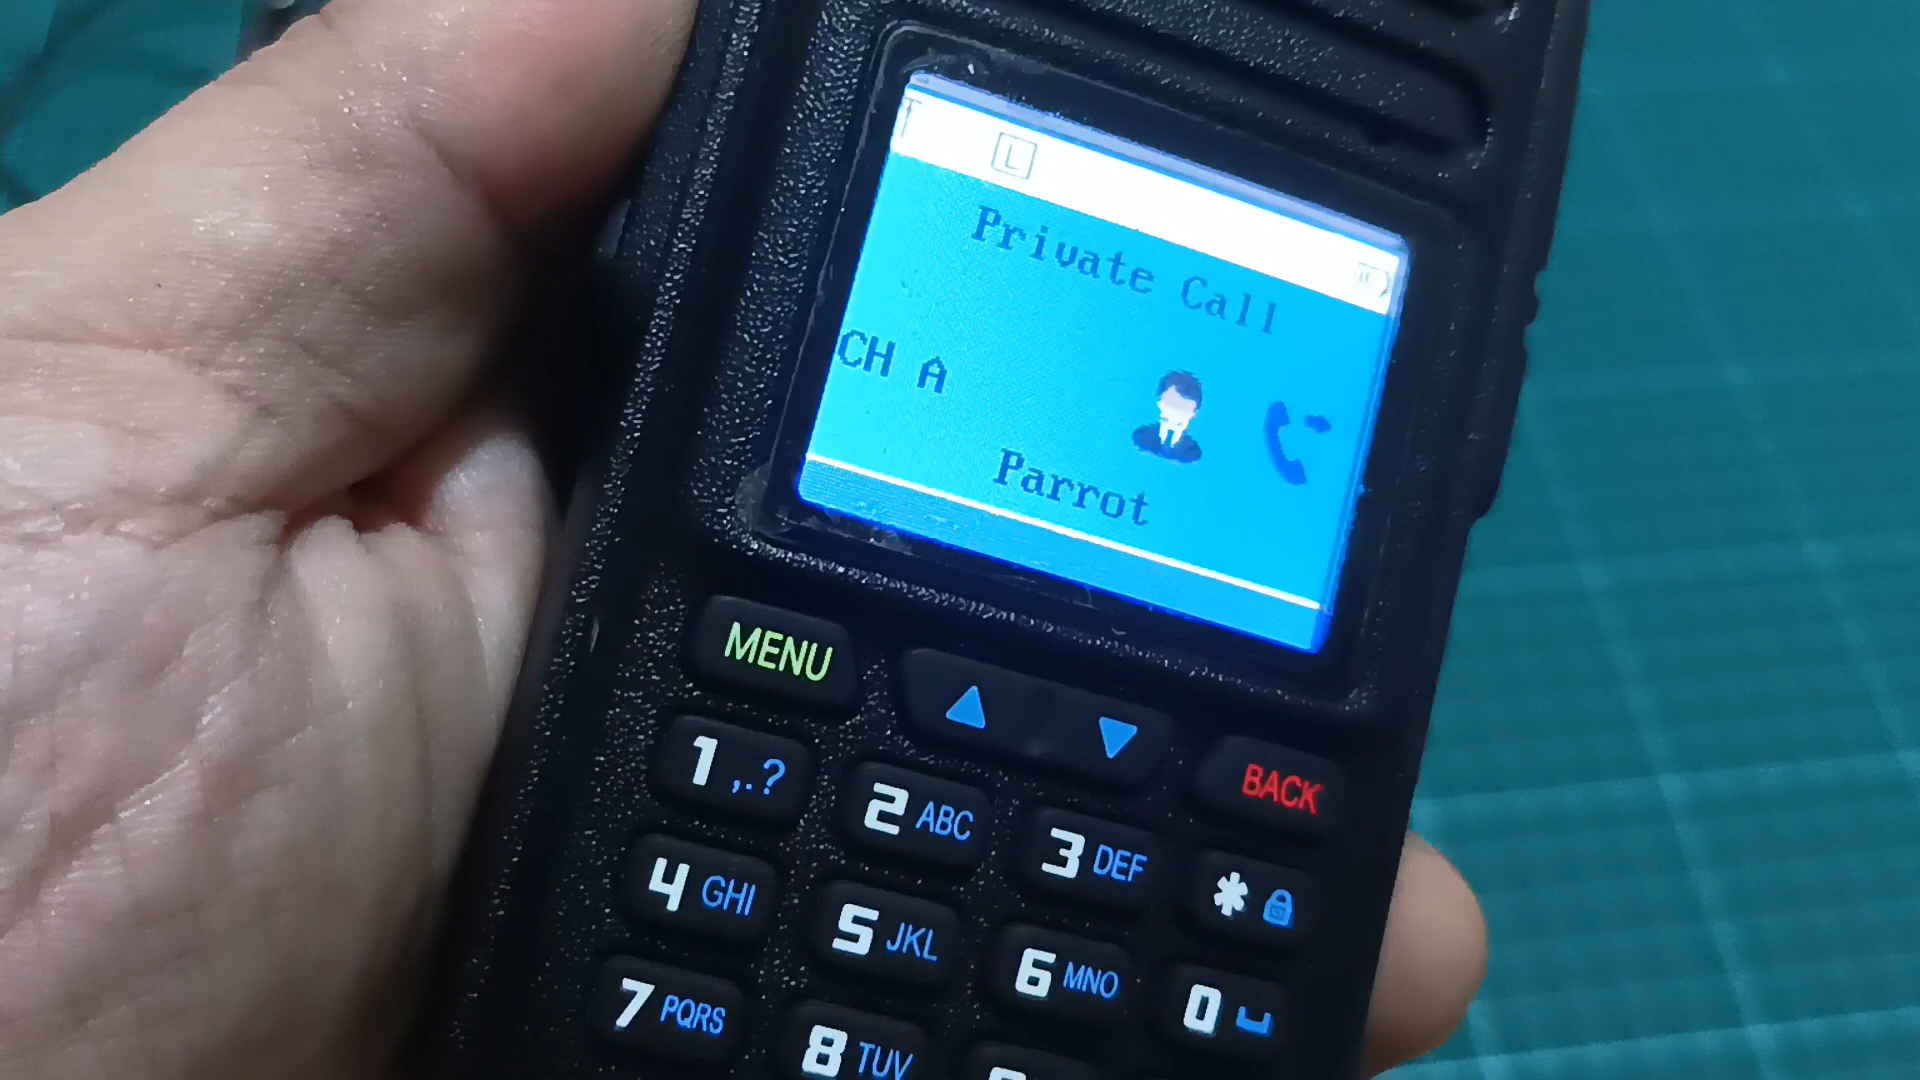 L
Private Call
CH A
Parrot
MENU
BACK
1 ,.?
2 ABC
3 DEF
*
4 GHI
5 JKL
6 MNO
0
7 PQRS
8 TUV